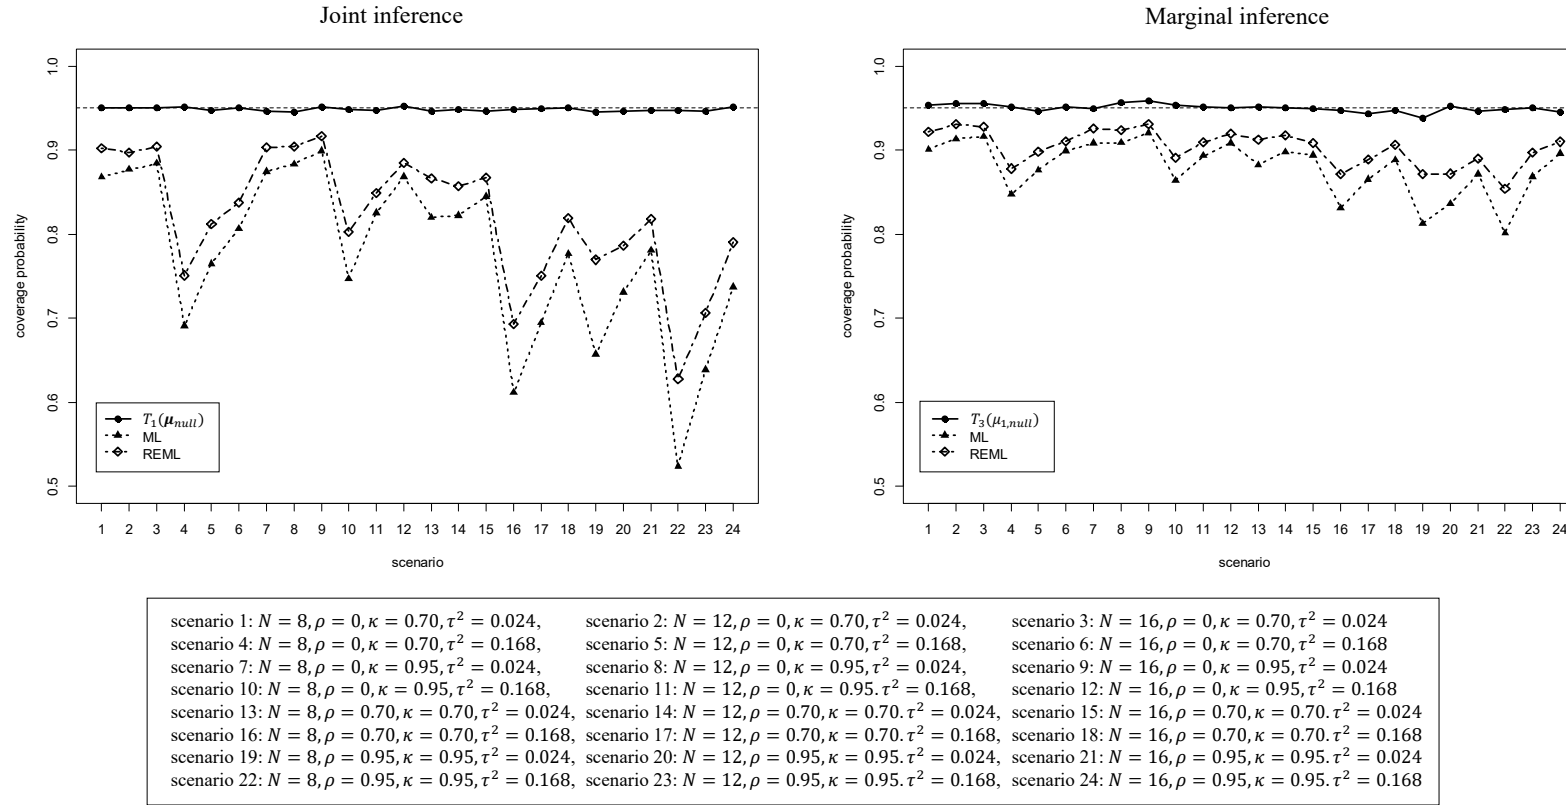 Joint inference
Marginal inference
1.0
0.9
0.8
0.7
0.6
0.5
coverage probability
T₁(μ_null)
ML
REML
1 2 3 4 5 6 7 8 9 10 11 12 13 14 15 16 17 18 19 20 21 22 23 24
scenario
1.0
0.9
0.8
0.7
0.6
0.5
coverage probability
T₃(μ_1,null)
ML
REML
1 2 3 4 5 6 7 8 9 10 11 12 13 14 15 16 17 18 19 20 21 22 23 24
scenario
scenario 1: N = 8, ρ = 0, κ = 0.70, τ² = 0.024, scenario 2: N = 12, ρ = 0, κ = 0.70, τ² = 0.024, scenario 3: N = 16, ρ = 0, κ = 0.70, τ² = 0.024
scenario 4: N = 8, ρ = 0, κ = 0.70, τ² = 0.168, scenario 5: N = 12, ρ = 0, κ = 0.70, τ² = 0.168, scenario 6: N = 16, ρ = 0, κ = 0.70, τ² = 0.168
scenario 7: N = 8, ρ = 0, κ = 0.95, τ² = 0.024, scenario 8: N = 12, ρ = 0, κ = 0.95, τ² = 0.024, scenario 9: N = 16, ρ = 0, κ = 0.95, τ² = 0.024
scenario 10: N = 8, ρ = 0, κ = 0.95, τ² = 0.168, scenario 11: N = 12, ρ = 0, κ = 0.95. τ² = 0.168, scenario 12: N = 16, ρ = 0, κ = 0.95, τ² = 0.168
scenario 13: N = 8, ρ = 0.70, κ = 0.70, τ² = 0.024, scenario 14: N = 12, ρ = 0.70, κ = 0.70. τ² = 0.024, scenario 15: N = 16, ρ = 0.70, κ = 0.70. τ² = 0.024
scenario 16: N = 8, ρ = 0.70, κ = 0.70, τ² = 0.168, scenario 17: N = 12, ρ = 0.70, κ = 0.70. τ² = 0.168, scenario 18: N = 16, ρ = 0.70, κ = 0.70. τ² = 0.168
scenario 19: N = 8, ρ = 0.95, κ = 0.95, τ² = 0.024, scenario 20: N = 12, ρ = 0.95, κ = 0.95. τ² = 0.024, scenario 21: N = 16, ρ = 0.95, κ = 0.95. τ² = 0.024
scenario 22: N = 8, ρ = 0.95, κ = 0.95, τ² = 0.168, scenario 23: N = 12, ρ = 0.95, κ = 0.95. τ² = 0.168, scenario 24: N = 16, ρ = 0.95, κ = 0.95. τ² = 0.168